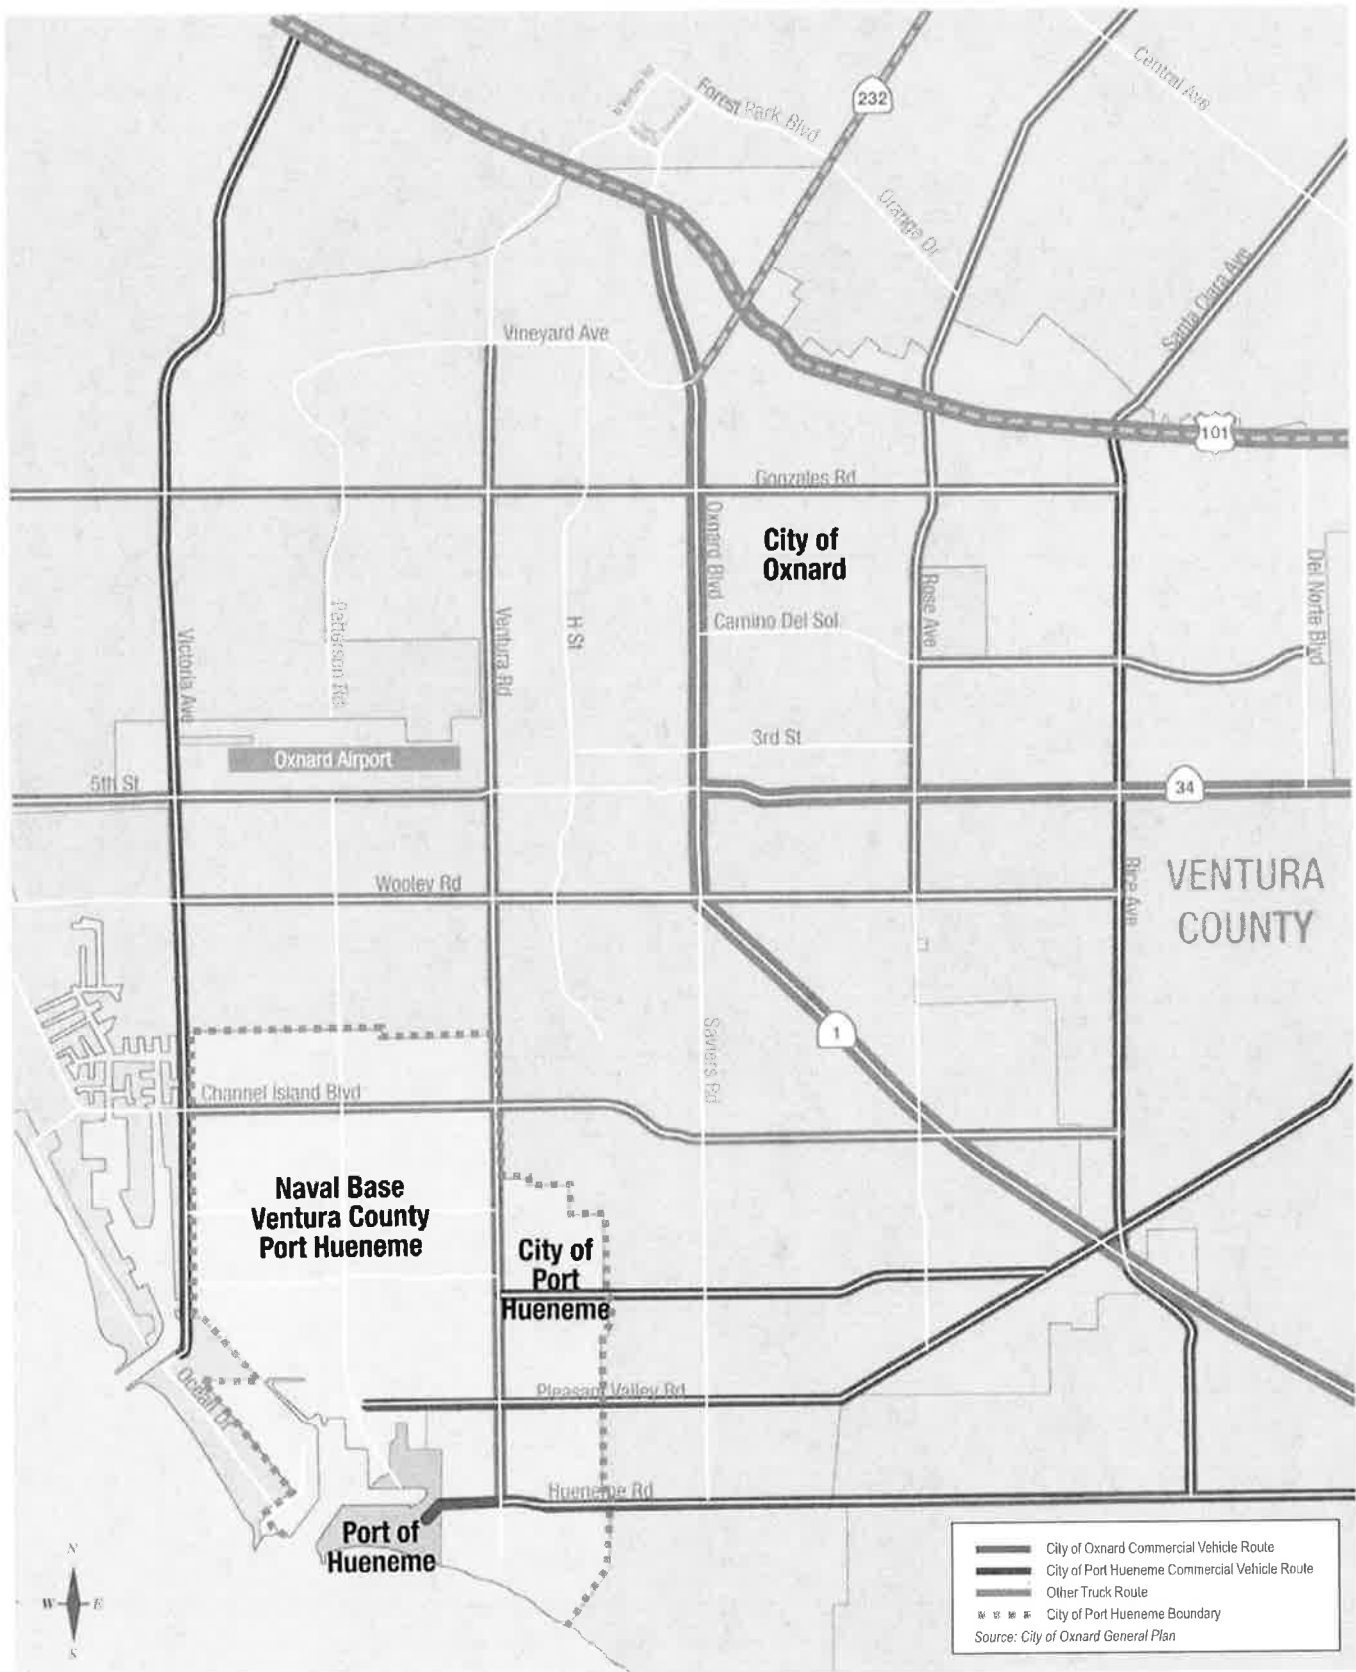 Central Ave
Forest Park Blvd
232
Orange Dr
Santa Clara Ave
Vineyard Ave
101
Gonzales Rd
Oxnard Blvd
City of
Oxnard
Del Norte Blvd
Rose Ave
Camino Del Sol
Patterson Rd
Ventura Rd
H St
Victoria Ave
3rd St
Oxnard Airport
5th St
34
Rice Ave
VENTURA
COUNTY
Wooley Rd
1
Saviers Rd
Channel Island Blvd
Naval Base
Ventura County
Port Hueneme
City of
Port
Hueneme
Ocean Dr
Pleasant Valley Rd
Hueneme Rd
Port of
Hueneme
N
W
E
S
City of Oxnard Commercial Vehicle Route
City of Port Hueneme Commercial Vehicle Route
Other Truck Route
City of Port Hueneme Boundary
Source: City of Oxnard General Plan